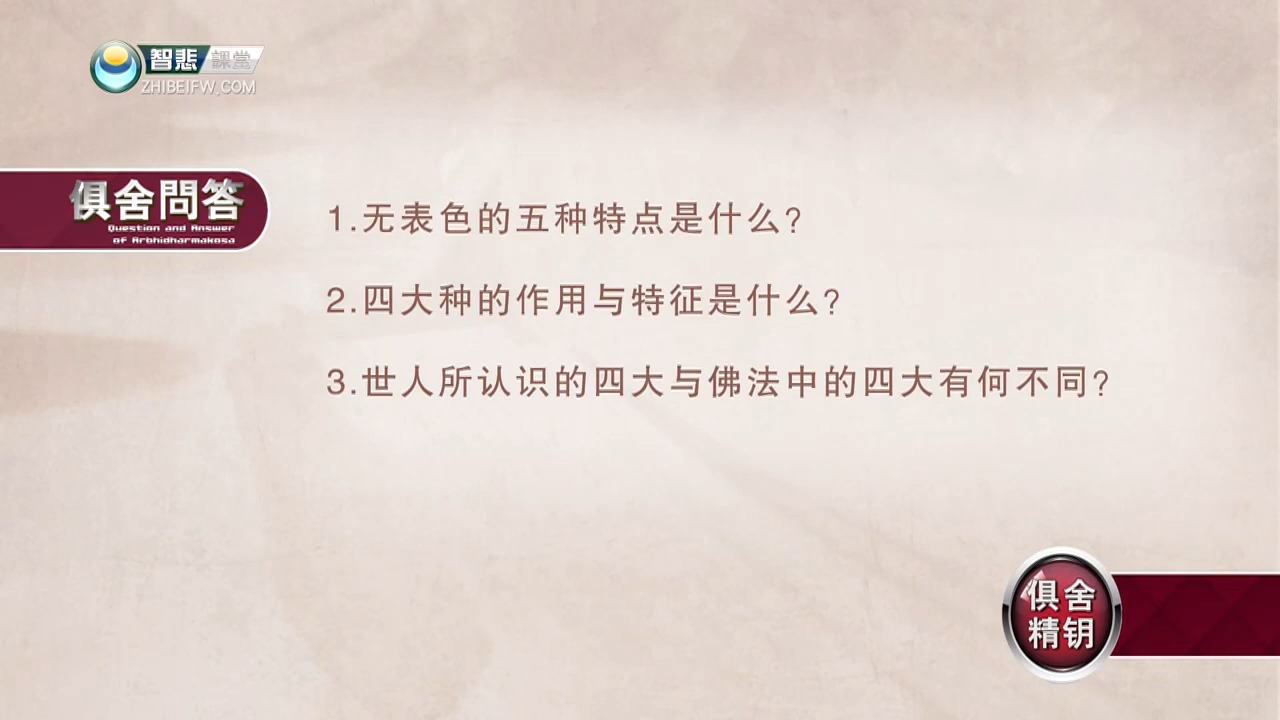 智悲課堂
ZHIBEIFW.COM
俱舍問答
Question and Answer
of Arbhidharmakosa
1.无表色的五种特点是什么?
2.四大种的作用与特征是什么?
3.世人所认识的四大与佛法中的四大有何不同?
俱舍
精钥